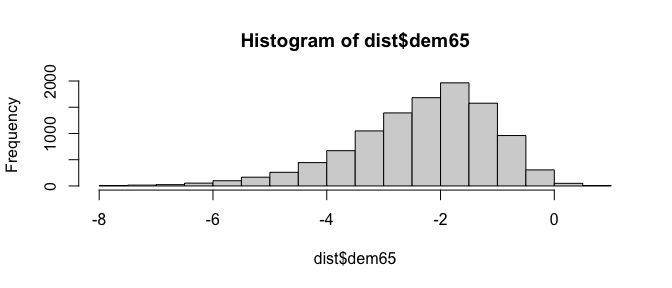 Histogram of dist$dem65
Frequency
2000
1000
0
-8 -6 -4 -2 0
dist$dem65